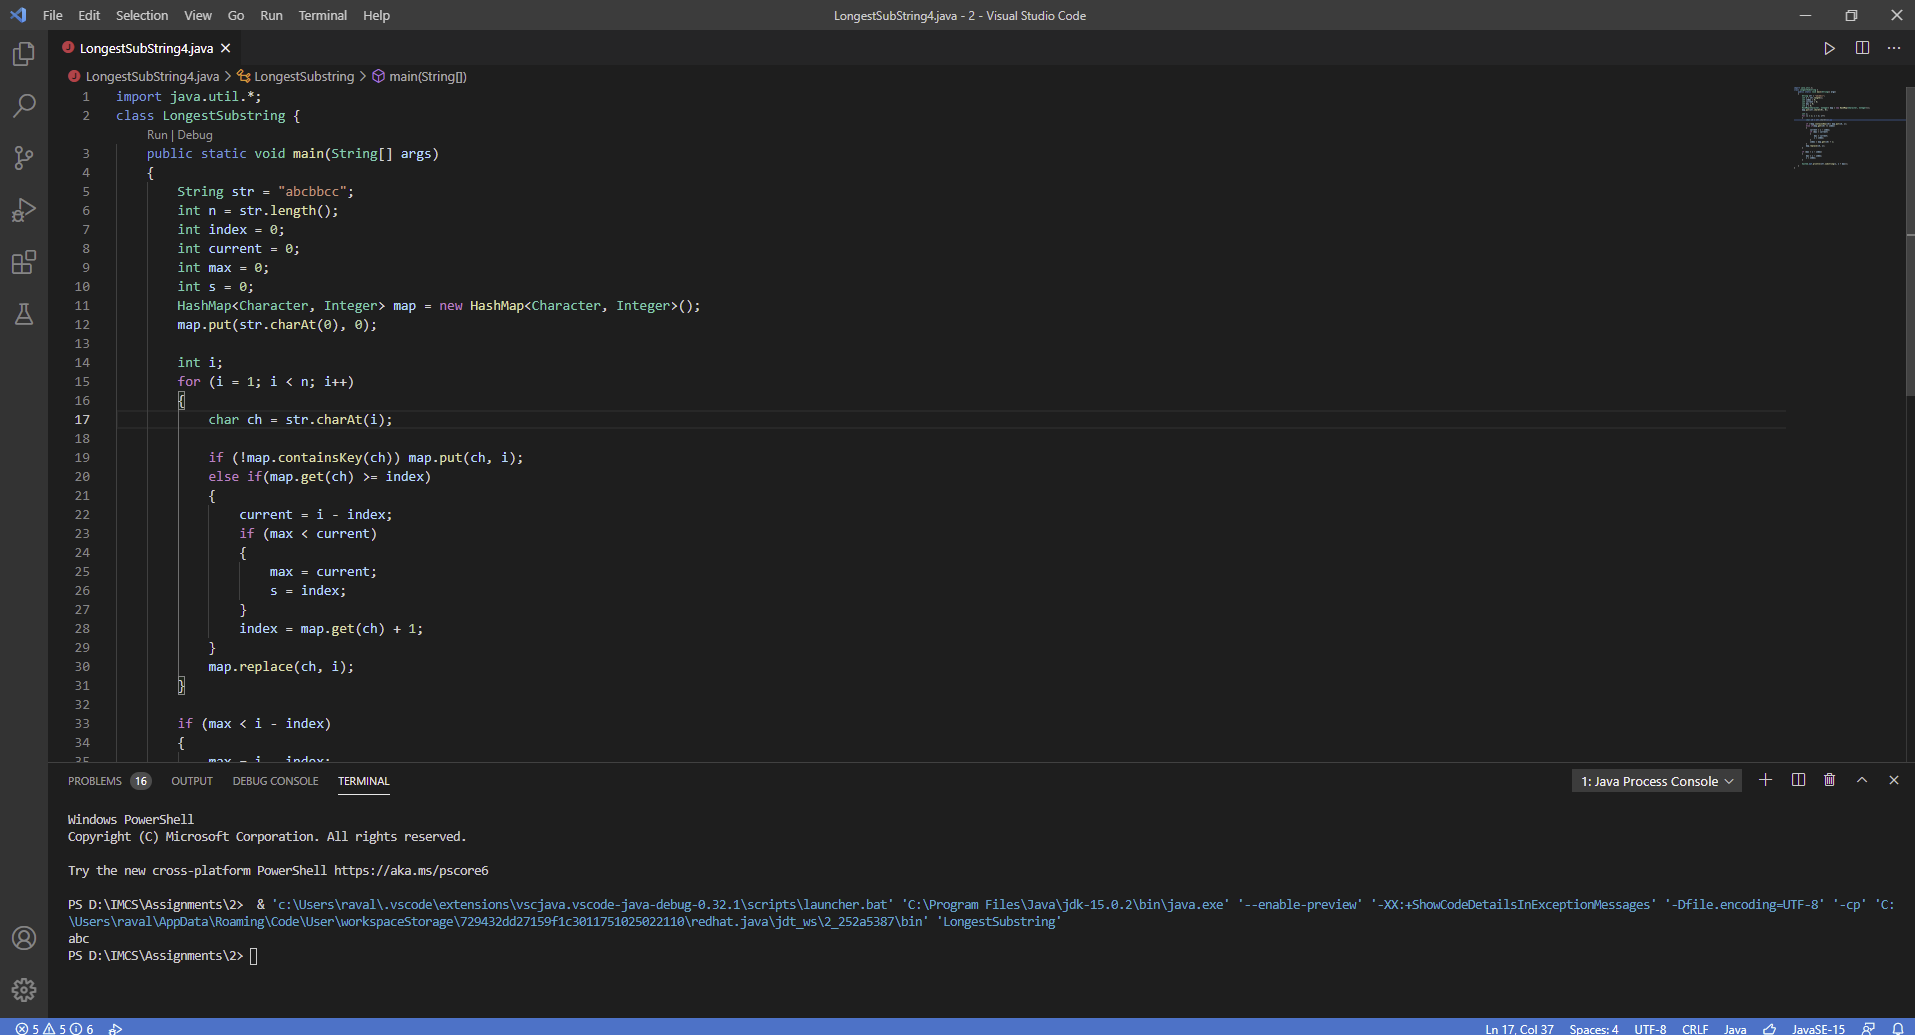 File Edit Selection View Go Run Terminal Help
LongestSubString4.java - 2 - Visual Studio Code
LongestSubString4.java
LongestSubString4.java > LongestSubstring > main(String[])
1 import java.util.*;
2 class LongestSubstring {
Run | Debug
3 public static void main(String[] args)
4 {
5 String str = "abcbbcc";
6 int n = str.length();
7 int index = 0;
8 int current = 0;
9 int max = 0;
10 int s = 0;
11 HashMap<Character, Integer> map = new HashMap<Character, Integer>();
12 map.put(str.charAt(0), 0);
13
14 int i;
15 for (i = 1; i < n; i++)
16 {
17 char ch = str.charAt(i);
18
19 if (!map.containsKey(ch)) map.put(ch, i);
20 else if(map.get(ch) >= index)
21 {
22 current = i - index;
23 if (max < current)
24 {
25 max = current;
26 s = index;
27 }
28 index = map.get(ch) + 1;
29 }
30 map.replace(ch, i);
31 }
32
33 if (max < i - index)
34 {
35 max = i - index;
PROBLEMS 16 OUTPUT DEBUG CONSOLE TERMINAL
1: Java Process Console
Windows PowerShell
Copyright (C) Microsoft Corporation. All rights reserved.
Try the new cross-platform PowerShell https://aka.ms/pscore6
PS D:\IMCS\Assignments\2>  & 'c:\Users\raval\.vscode\extensions\vscjava.vscode-java-debug-0.32.1\scripts\launcher.bat' 'C:\Program Files\Java\jdk-15.0.2\bin\java.exe' '--enable-preview' '-XX:+ShowCodeDetailsInExceptionMessages' '-Dfile.encoding=UTF-8' '-cp' 'C:
\Users\raval\AppData\Roaming\Code\User\workspaceStorage\729432dd27159f1c3011751025022110\redhat.java\jdt_ws\2_252a5387\bin' 'LongestSubstring'
abc
PS D:\IMCS\Assignments\2>
5 5 6
Ln 17, Col 37 Spaces: 4 UTF-8 CRLF Java JavaSE-15